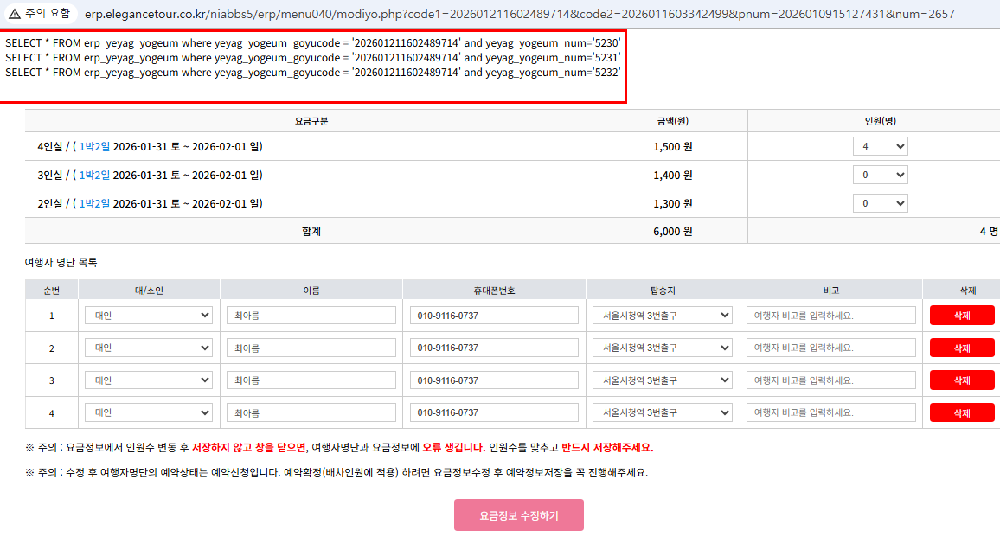 주의 요함 erp.elegancetour.co.kr/niabbs5/erp/menu040/modiyo.php?code1=202601211602489714&code2=2026011603342499&pnum=2026010915127431&num=2657
SELECT * FROM erp_yeyag_yogeum where yeyag_yogeum_goyucode = '202601211602489714' and yeyag_yogeum_num='5230'
SELECT * FROM erp_yeyag_yogeum where yeyag_yogeum_goyucode = '202601211602489714' and yeyag_yogeum_num='5231'
SELECT * FROM erp_yeyag_yogeum where yeyag_yogeum_goyucode = '202601211602489714' and yeyag_yogeum_num='5232'
요금구분 금액(원) 인원(명)
4인실 / ( 1박2일 2026-01-31 토 ~ 2026-02-01 일) 1,500 원 4
3인실 / ( 1박2일 2026-01-31 토 ~ 2026-02-01 일) 1,400 원 0
2인실 / ( 1박2일 2026-01-31 토 ~ 2026-02-01 일) 1,300 원 0
합계 6,000 원 4 명
여행자 명단 목록
순번 대/소인 이름 휴대폰번호 탑승지 비고 삭제
1 대인 최아름 010-9116-0737 서울시청역 3번출구 여행자 비고를 입력하세요. 삭제
2 대인 최아름 010-9116-0737 서울시청역 3번출구 여행자 비고를 입력하세요. 삭제
3 대인 최아름 010-9116-0737 서울시청역 3번출구 여행자 비고를 입력하세요. 삭제
4 대인 최아름 010-9116-0737 서울시청역 3번출구 여행자 비고를 입력하세요. 삭제
※ 주의 : 요금정보에서 인원수 변동 후 저장하지 않고 창을 닫으면, 여행자명단과 요금정보에 오류 생깁니다. 인원수를 맞추고 반드시 저장해주세요.
※ 주의 : 수정 후 여행자명단의 예약상태는 예약신청입니다. 예약확정(배차인원에 적용) 하려면 요금정보수정 후 예약정보저장을 꼭 진행해주세요.
요금정보 수정하기